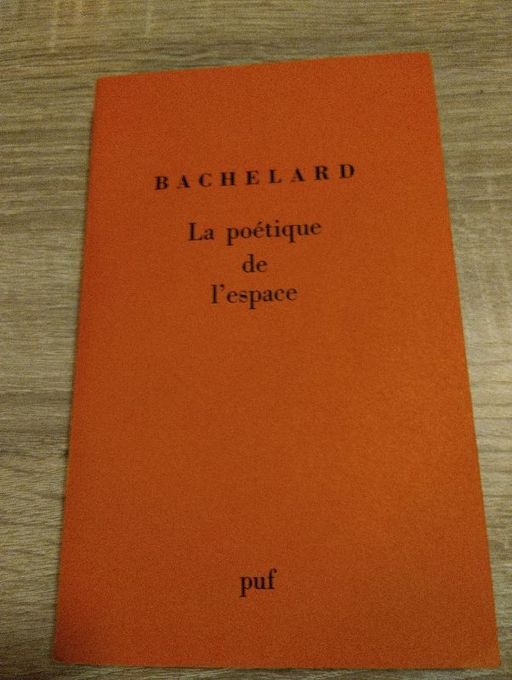 BACHELARD
La poétique
de
l'espace
puf